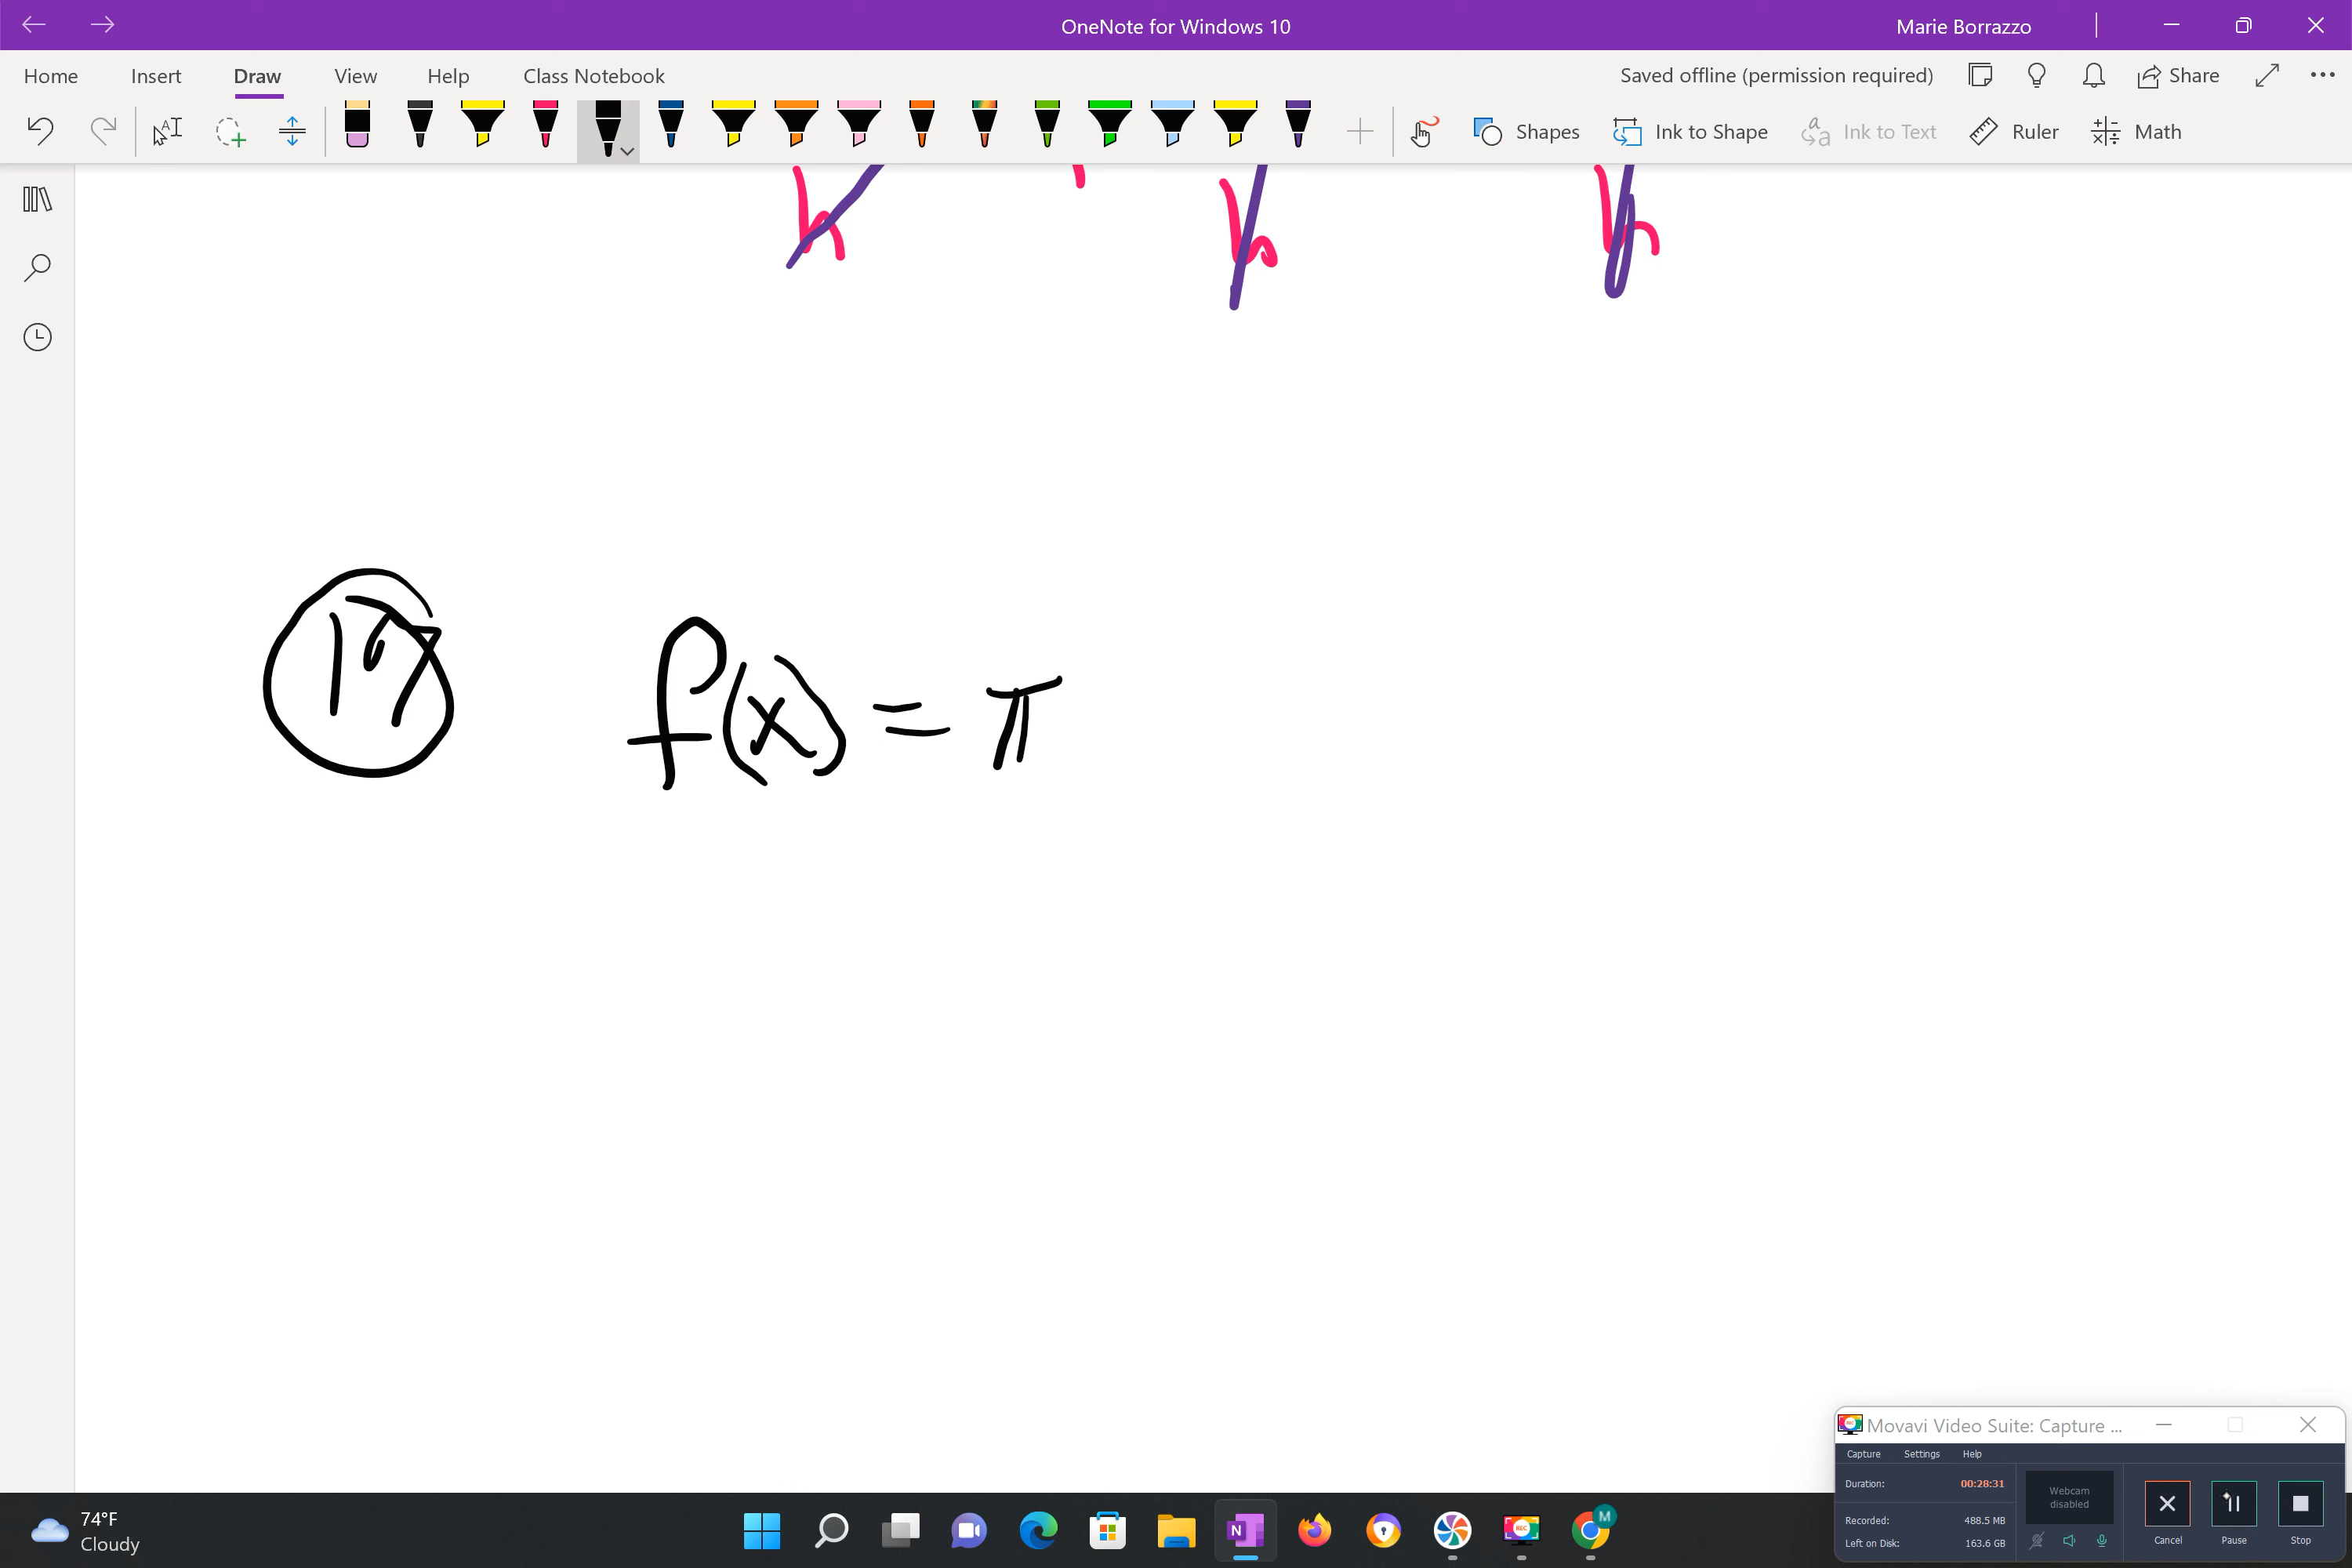 OneNote for Windows 10
Marie Borrazzo
Home Insert Draw View Help Class Notebook
Saved offline (permission required) Share
Shapes Ink to Shape Ink to Text Ruler Math
h h h
f(x) = π
Movavi Video Suite: Capture ...
Capture Settings Help
Duration: 00:28:31
Webcam disabled
Recorded: 488.5 MB
Left on Disk: 163.6 GB
Cancel Pause Stop
74°F
Cloudy